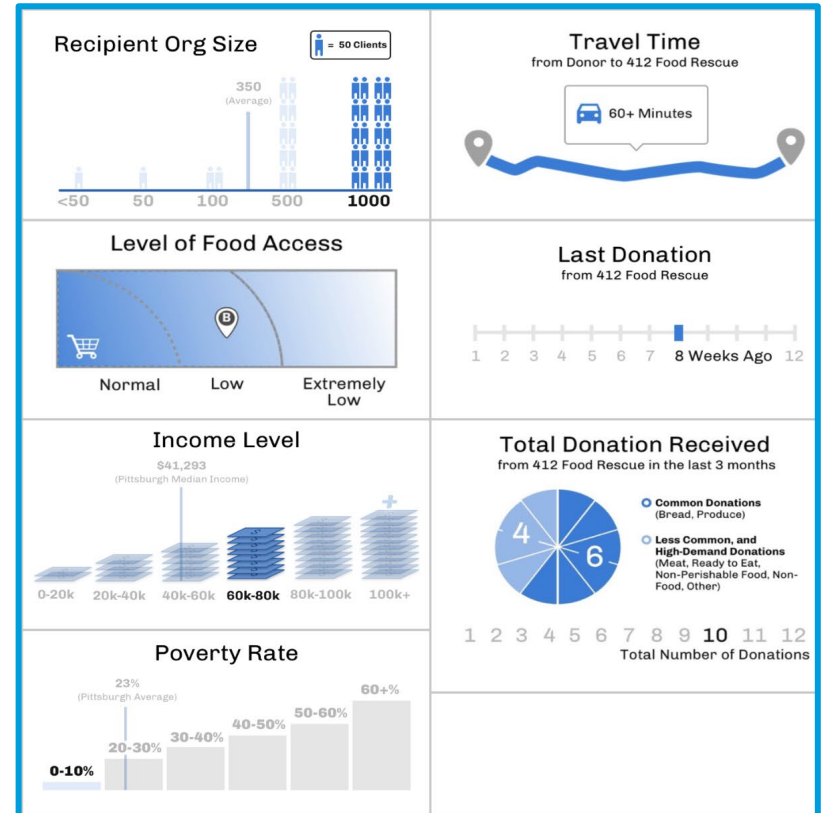 Recipient Org Size
= 50 Clients
350
(Average)
<50 50 100 500 1000
Travel Time
from Donor to 412 Food Rescue
60+ Minutes
Level of Food Access
B
Normal Low Extremely
Low
Last Donation
from 412 Food Rescue
1 2 3 4 5 6 7 8 Weeks Ago 12
Income Level
$41,293
(Pittsburgh Median Income)
+
0-20k 20k-40k 40k-60k 60k-80k 80k-100k 100k+
Total Donation Received
from 412 Food Rescue in the last 3 months
4
6
Common Donations
(Bread, Produce)
Less Common, and
High-Demand Donations
(Meat, Ready to Eat,
Non-Perishable Food, Non-
Food, Other)
1 2 3 4 5 6 7 8 9 10 11 12
Total Number of Donations
Poverty Rate
23%
(Pittsburgh Average)
0-10%
20-30%
30-40%
40-50%
50-60%
60+%